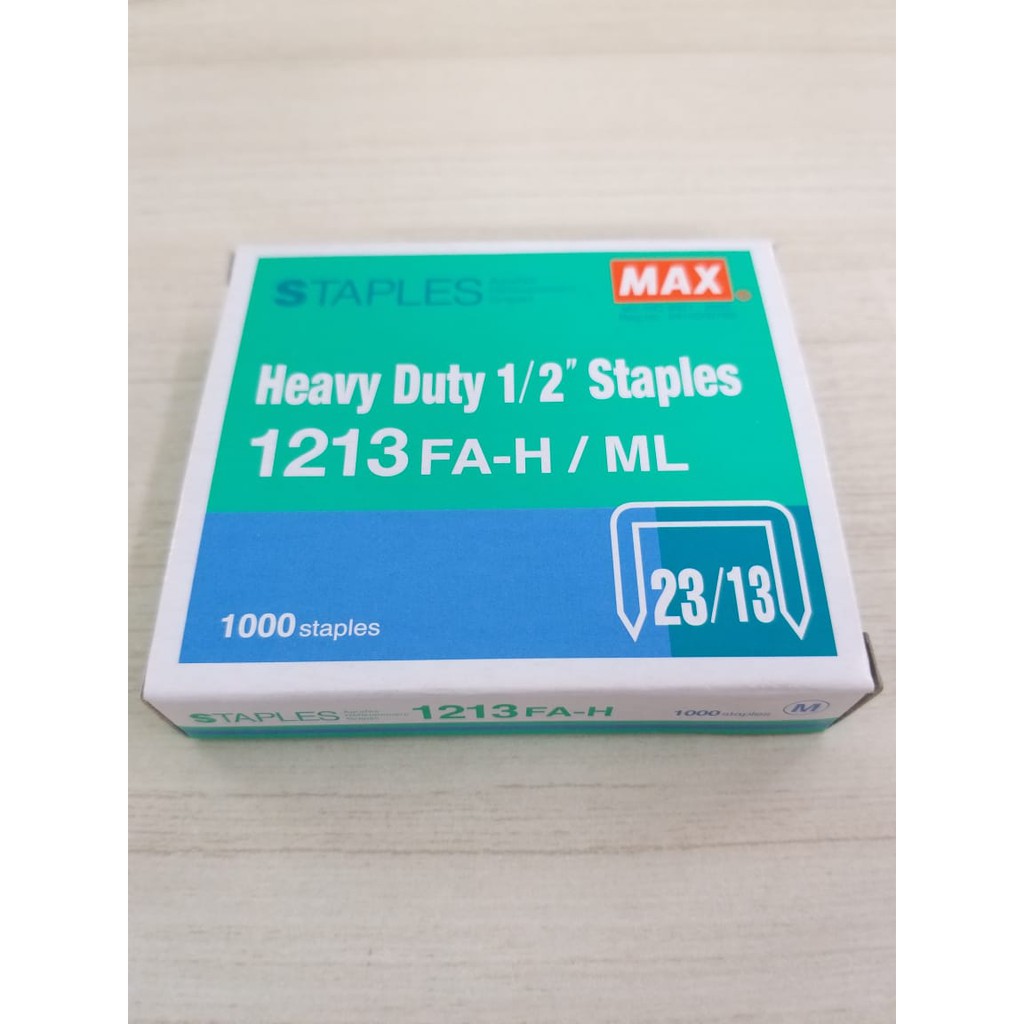 STAPLES
MAX
Heavy Duty 1/2" Staples
1213 FA-H / ML
23/13
1000 staples
STAPLES 1213 FA-H 1000 staples M